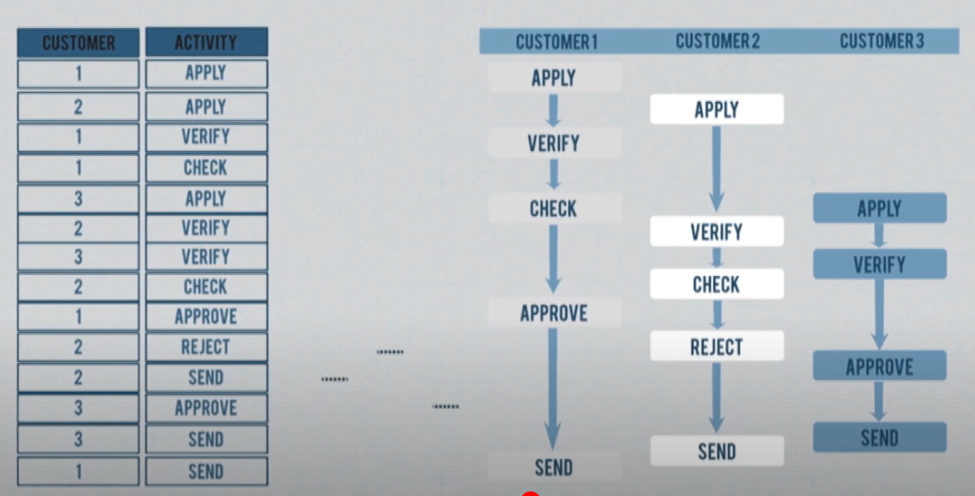 CUSTOMER ACTIVITY
1 APPLY
2 APPLY
1 VERIFY
1 CHECK
3 APPLY
2 VERIFY
3 VERIFY
2 CHECK
1 APPROVE
2 REJECT
2 SEND
3 APPROVE
3 SEND
1 SEND
CUSTOMER 1 CUSTOMER 2 CUSTOMER 3
APPLY
APPLY
VERIFY
CHECK APPLY
VERIFY
VERIFY
CHECK
APPROVE
REJECT
APPROVE
SEND
SEND
SEND